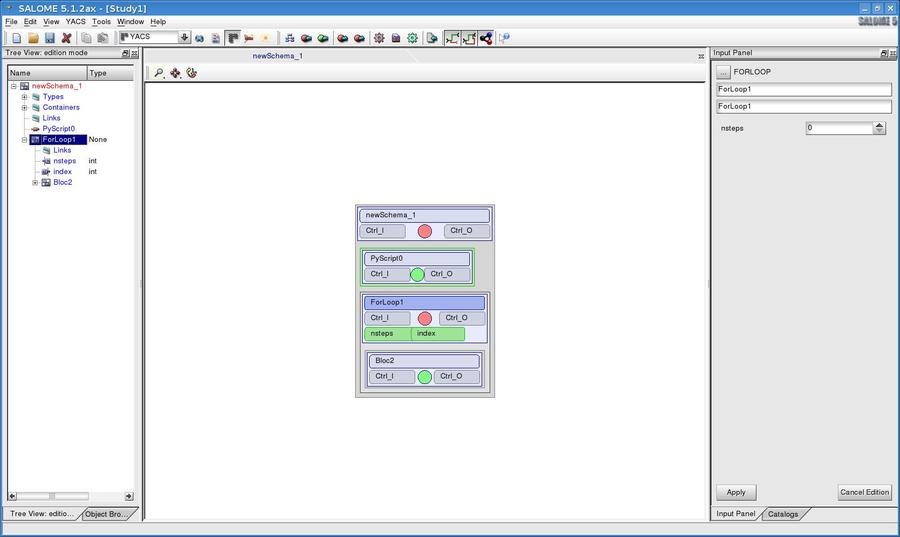 SALOME 5.1.2ax - [Study1]
File Edit View YACS Tools Window Help
SALOME 5
YACS
Tree View: edition mode
Name Type
newSchema_1
Types
Containers
Links
PyScript0
ForLoop1 None
Links
nsteps int
index int
Bloc2
Tree View: editio... Object Bro...
newSchema_1
newSchema_1
Ctrl_I Ctrl_O
PyScript0
Ctrl_I Ctrl_O
ForLoop1
Ctrl_I Ctrl_O
nsteps index
Bloc2
Ctrl_I Ctrl_O
Input Panel
... FORLOOP
ForLoop1
ForLoop1
nsteps 0
Apply Cancel Edition
Input Panel Catalogs